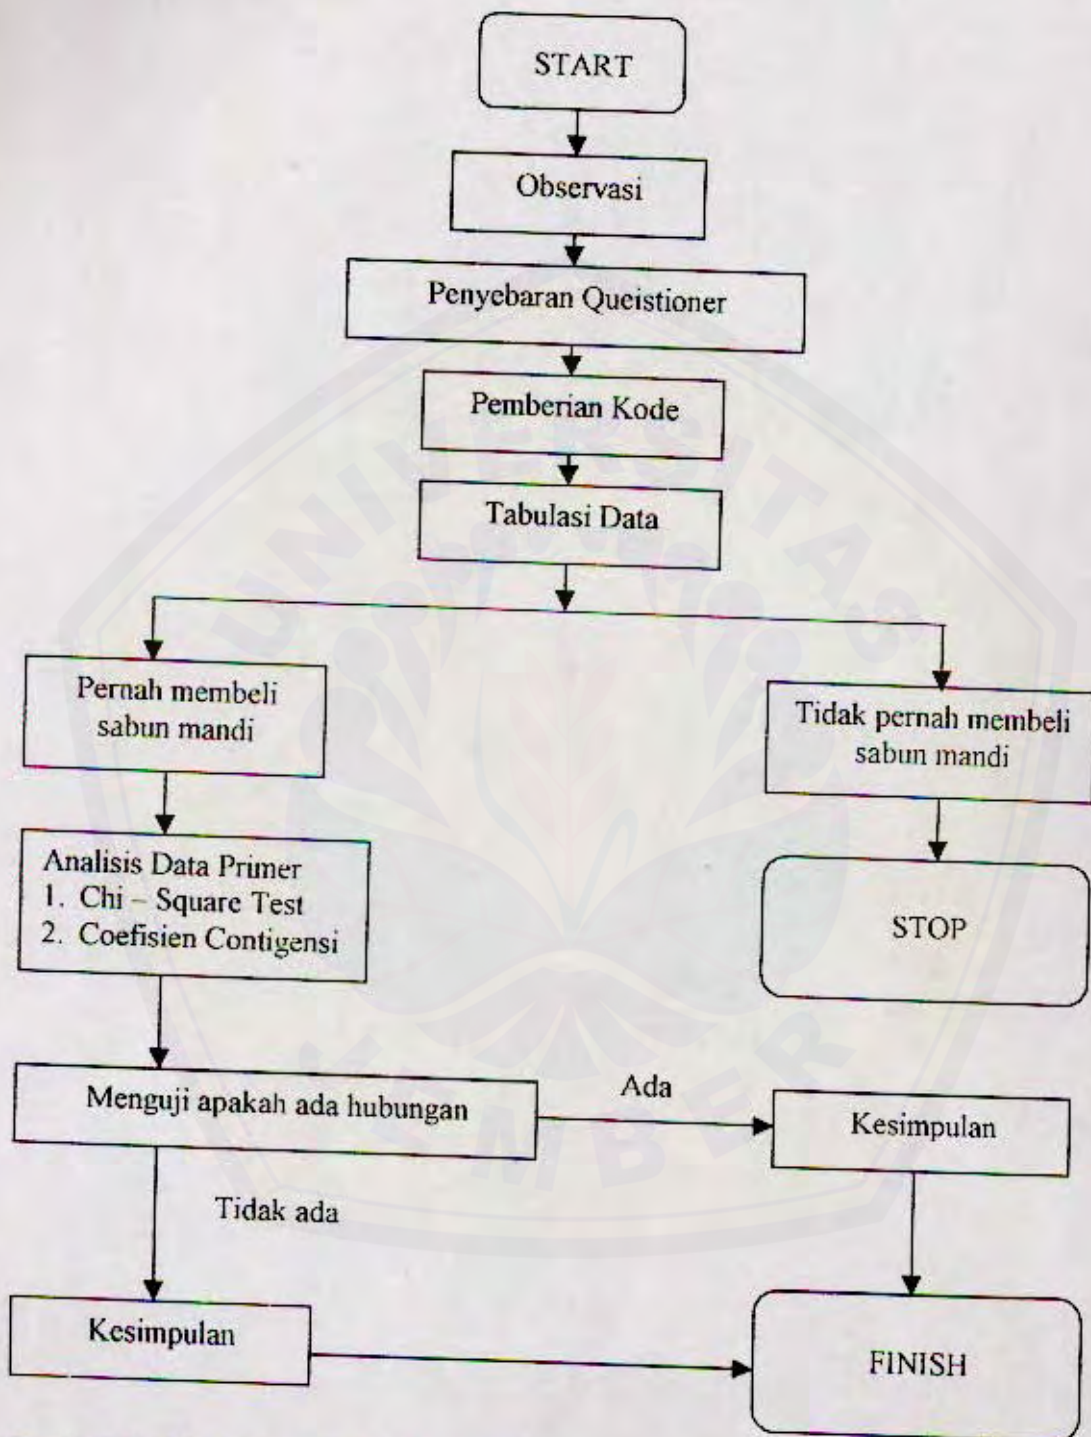 START
Observasi
Penyebaran Queistioner
Pemberian Kode
Tabulasi Data
Pernah membeli
sabun mandi
Tidak pernah membeli
sabun mandi
Analisis Data Primer
1. Chi – Square Test
2. Coefisien Contigensi
STOP
Menguji apakah ada hubungan
Ada
Kesimpulan
Tidak ada
Kesimpulan
FINISH
UNIVERSITAS
JEMBER